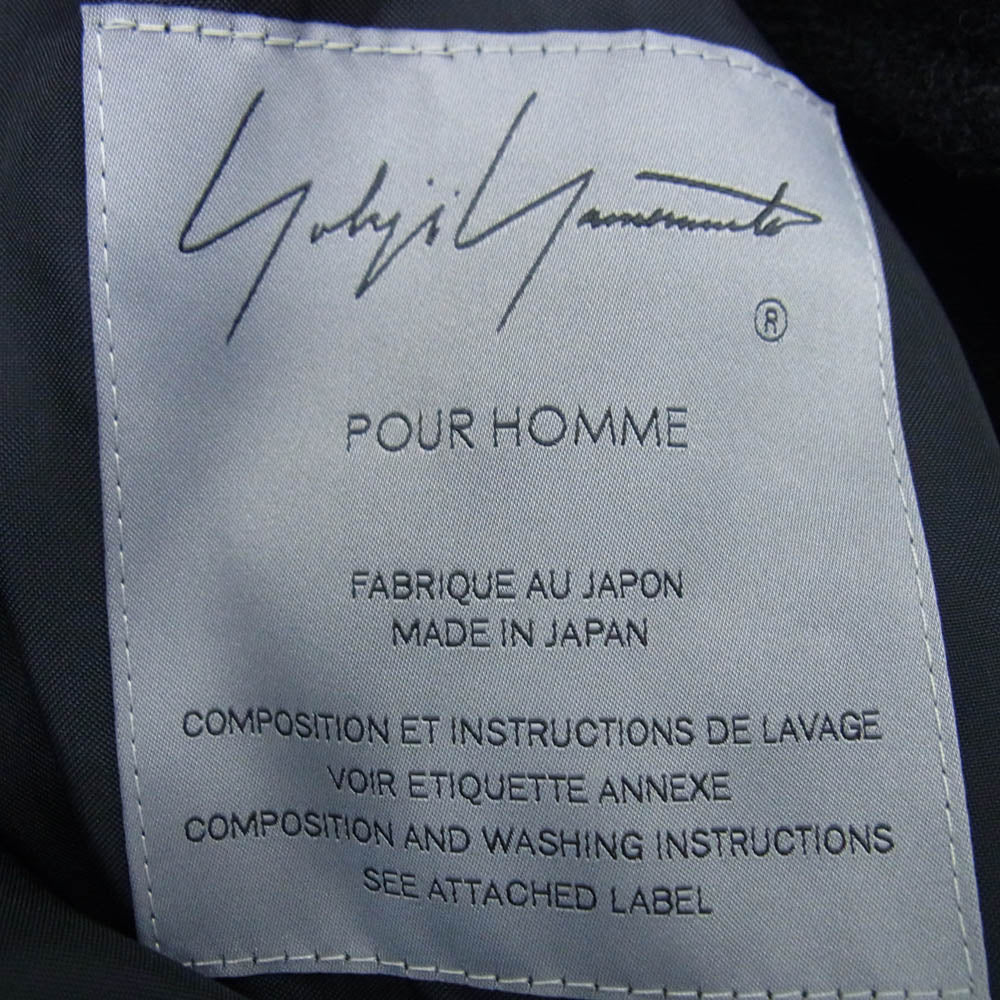 Yohji Yamamoto
®
POUR HOMME
FABRIQUE AU JAPON
MADE IN JAPAN
COMPOSITION ET INSTRUCTIONS DE LAVAGE
VOIR ETIQUETTE ANNEXE
COMPOSITION AND WASHING INSTRUCTIONS
SEE ATTACHED LABEL